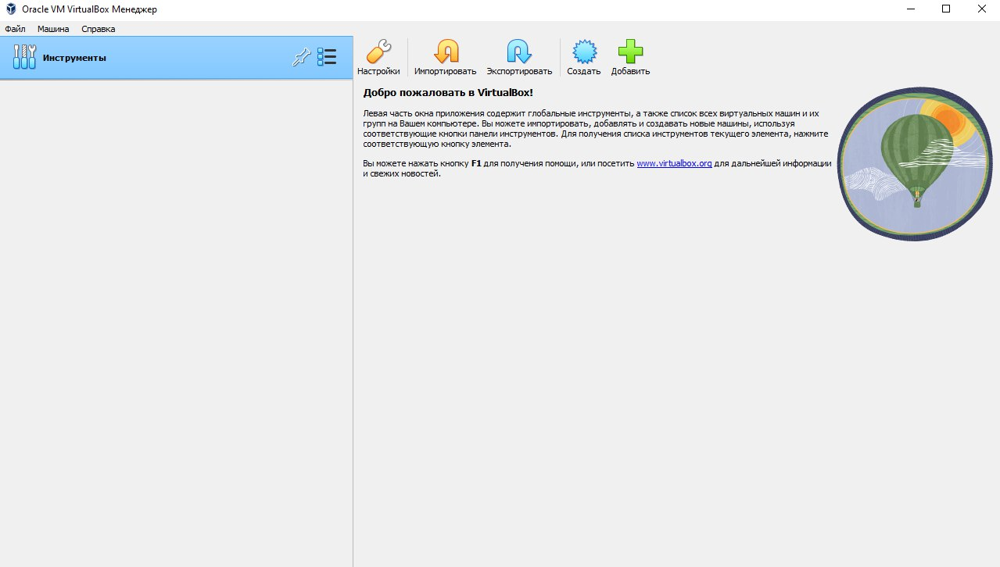 Oracle VM VirtualBox Менеджер
Файл Машина Справка
Инструменты
Настройки Импортировать Экспортировать Создать Добавить
Добро пожаловать в VirtualBox!
Левая часть окна приложения содержит глобальные инструменты, а также список всех виртуальных машин и их
групп на Вашем компьютере. Вы можете импортировать, добавлять и создавать новые машины, используя
соответствующие кнопки панели инструментов. Для получения списка инструментов текущего элемента, нажмите
соответствующую кнопку элемента.
Вы можете нажать кнопку F1 для получения помощи, или посетить www.virtualbox.org для дальнейшей информации
и свежих новостей.